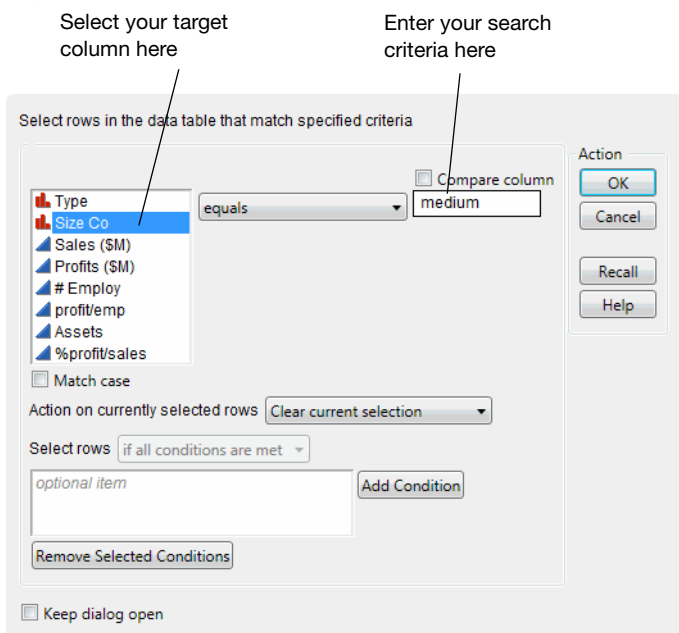 Select your target
column here
Enter your search
criteria here
Select rows in the data table that match specified criteria
Action
Compare column
OK
Type
equals
medium
Size Co
Cancel
Sales ($M)
Profits ($M)
Recall
# Employ
profit/emp
Help
Assets
%profit/sales
Match case
Action on currently selected rows Clear current selection
Select rows if all conditions are met
optional item
Add Condition
Remove Selected Conditions
Keep dialog open